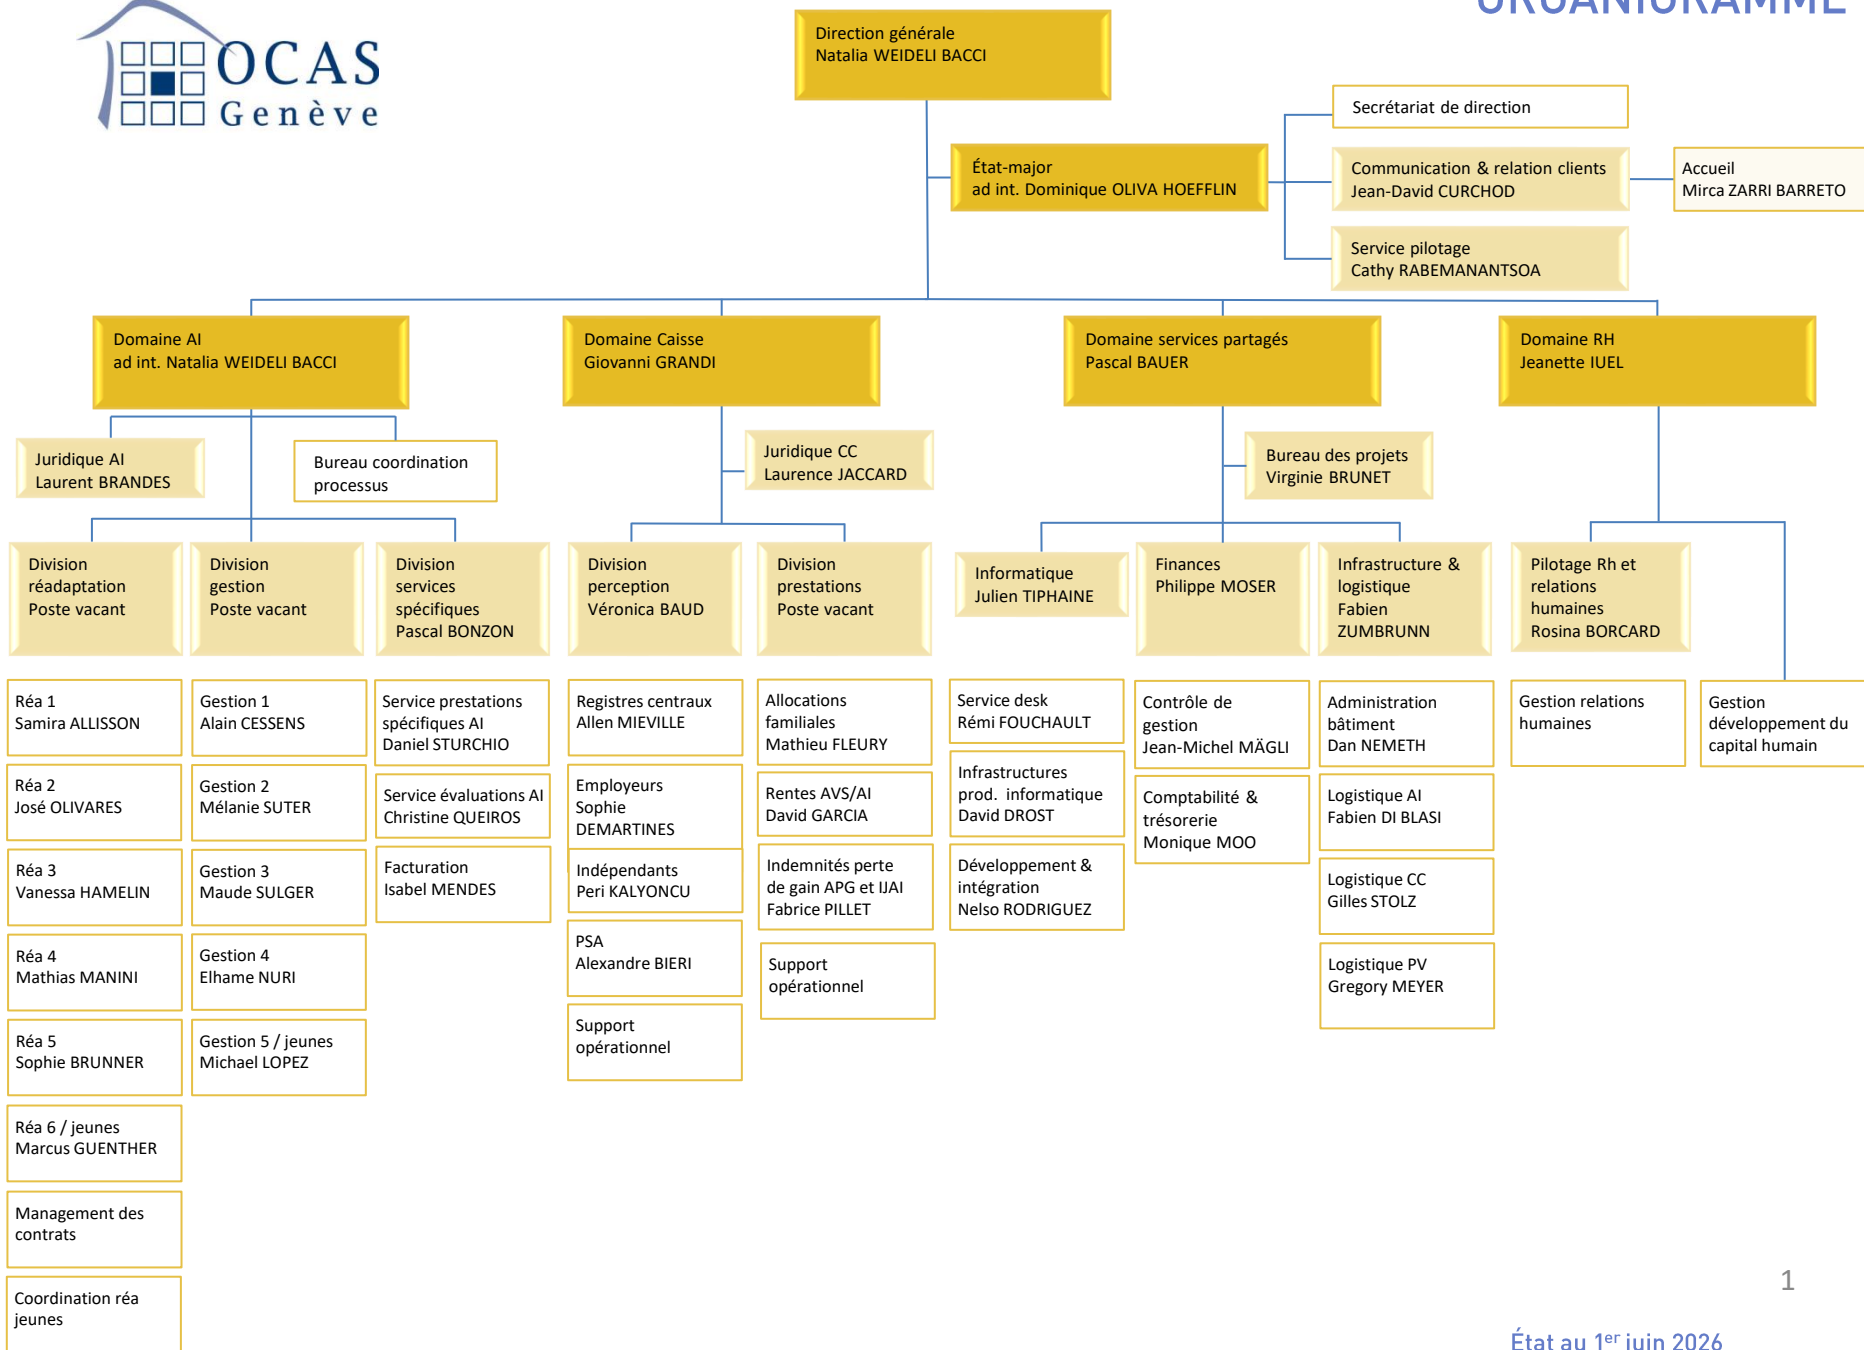 ORGANIGRAMME
OCAS
Genève
Direction générale
Natalia WEIDELI BACCI
Secrétariat de direction
État-major
ad int. Dominique OLIVA HOEFFLIN
Communication & relation clients
Jean-David CURCHOD
Accueil
Mirca ZARRI BARRETO
Service pilotage
Cathy RABEMANANTSOA
Domaine AI
ad int. Natalia WEIDELI BACCI
Domaine Caisse
Giovanni GRANDI
Domaine services partagés
Pascal BAUER
Domaine RH
Jeanette IUEL
Juridique AI
Laurent BRANDES
Bureau coordination
processus
Juridique CC
Laurence JACCARD
Bureau des projets
Virginie BRUNET
Division
réadaptation
Poste vacant
Division
gestion
Poste vacant
Division
services
spécifiques
Pascal BONZON
Division
perception
Véronica BAUD
Division
prestations
Poste vacant
Informatique
Julien TIPHAINE
Finances
Philippe MOSER
Infrastructure &
logistique
Fabien
ZUMBRUNN
Pilotage Rh et
relations
humaines
Rosina BORCARD
Réa 1
Samira ALLISSON
Réa 2
José OLIVARES
Réa 3
Vanessa HAMELIN
Réa 4
Mathias MANINI
Réa 5
Sophie BRUNNER
Réa 6 / jeunes
Marcus GUENTHER
Management des
contrats
Coordination réa
jeunes
Gestion 1
Alain CESSENS
Gestion 2
Mélanie SUTER
Gestion 3
Maude SULGER
Gestion 4
Elhame NURI
Gestion 5 / jeunes
Michael LOPEZ
Service prestations
spécifiques AI
Daniel STURCHIO
Service évaluations AI
Christine QUEIROS
Facturation
Isabel MENDES
Registres centraux
Allen MIEVILLE
Employeurs
Sophie
DEMARTINES
Indépendants
Peri KALYONCU
PSA
Alexandre BIERI
Support
opérationnel
Allocations
familiales
Mathieu FLEURY
Rentes AVS/AI
David GARCIA
Indemnités perte
de gain APG et IJAI
Fabrice PILLET
Support
opérationnel
Service desk
Rémi FOUCHAULT
Infrastructures
prod. informatique
David DROST
Développement &
intégration
Nelso RODRIGUEZ
Contrôle de
gestion
Jean-Michel MÄGLI
Comptabilité &
trésorerie
Monique MOO
Administration
bâtiment
Dan NEMETH
Logistique AI
Fabien DI BLASI
Logistique CC
Gilles STOLZ
Logistique PV
Gregory MEYER
Gestion relations
humaines
Gestion
développement du
capital humain
1
État au 1er juin 2026